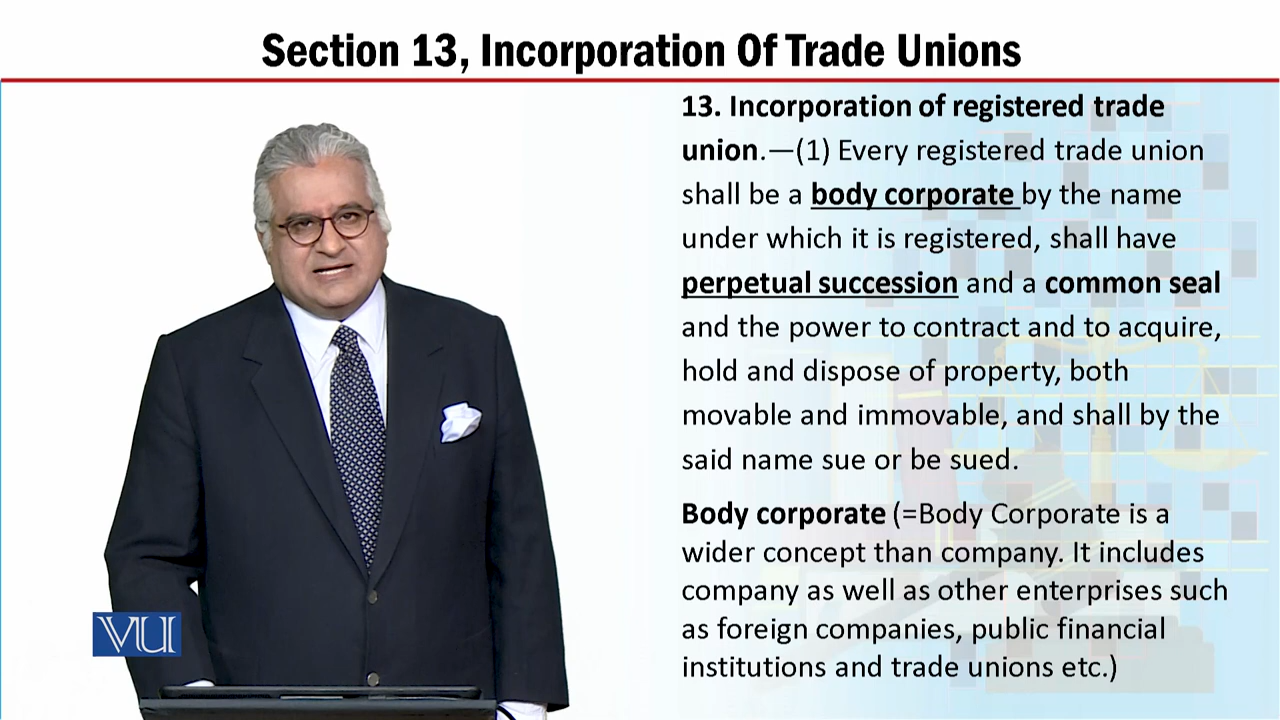 Section 13, Incorporation Of Trade Unions
13. Incorporation of registered trade
union.—(1) Every registered trade union
shall be a body corporate by the name
under which it is registered, shall have
perpetual succession and a common seal
and the power to contract and to acquire,
hold and dispose of property, both
movable and immovable, and shall by the
said name sue or be sued.
Body corporate (=Body Corporate is a
wider concept than company. It includes
company as well as other enterprises such
as foreign companies, public financial
institutions and trade unions etc.)
VU